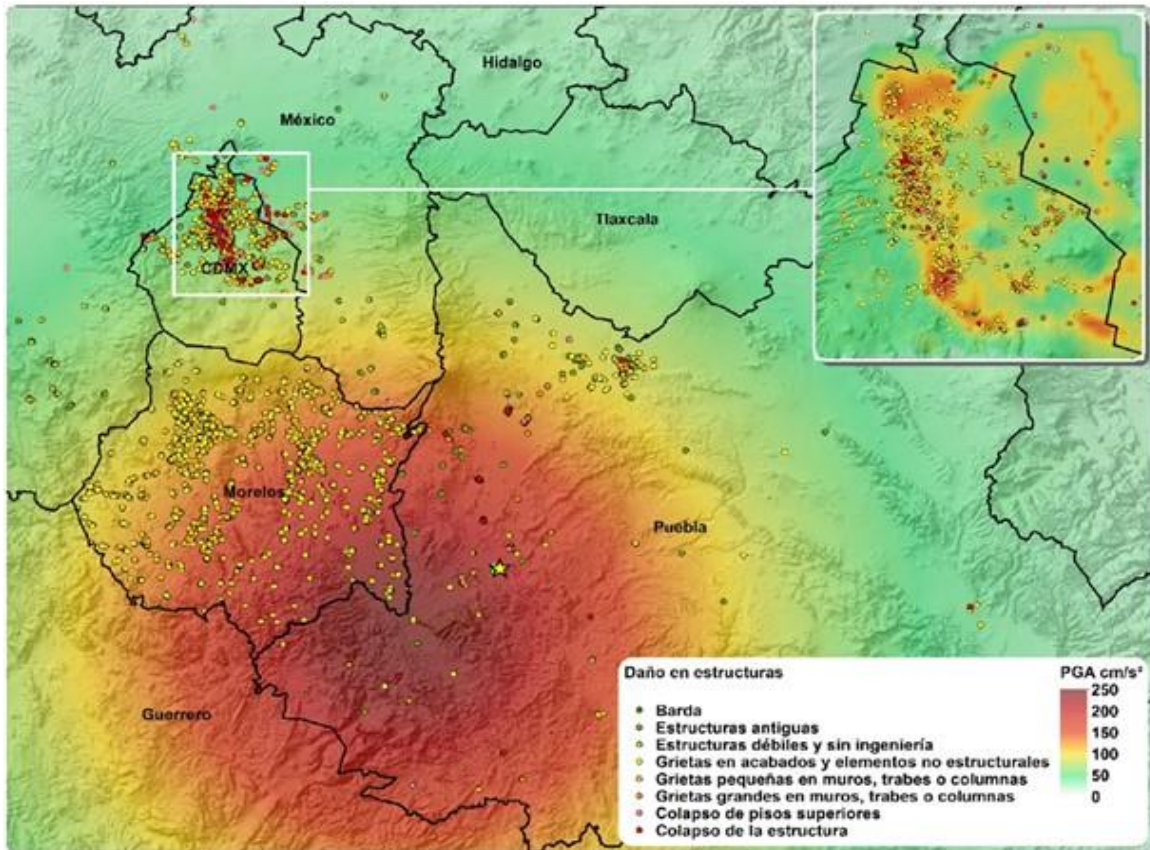 Hidalgo
México
Tlaxcala
CDMX
Morelos
Puebla
Guerrero
Daño en estructuras
Barda
Estructuras antiguas
Estructuras débiles y sin ingeniería
Grietas en acabados y elementos no estructurales
Grietas pequeñas en muros, trabes o columnas
Grietas grandes en muros, trabes o columnas
Colapso de pisos superiores
Colapso de la estructura
PGA cm/s²
250
200
150
100
50
0